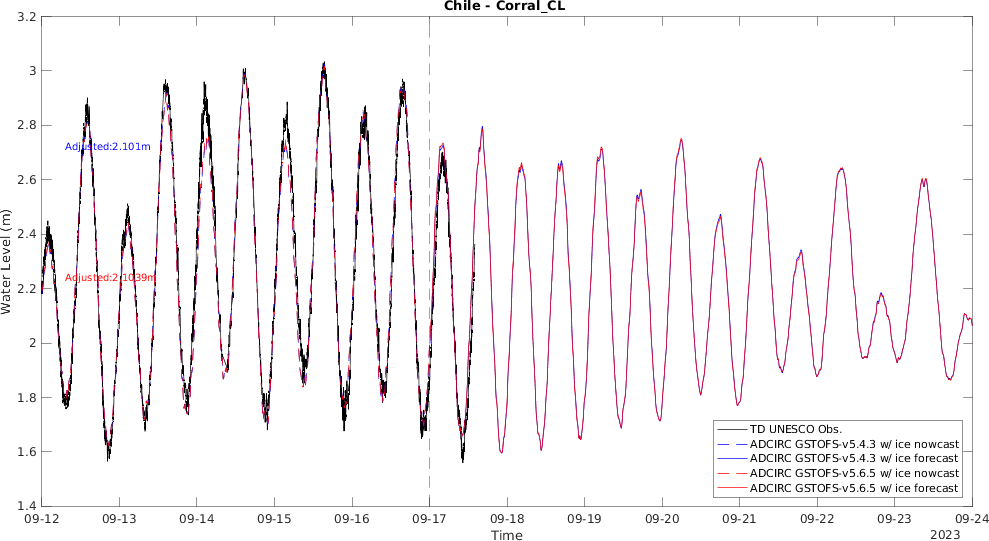 Chile - Corral_CL
3.2
3
2.8
2.6
2.4
2.2
2
1.8
1.6
1.4
Water Level (m)
Adjusted:2.101m
Adjusted:2.1039m
TD UNESCO Obs.
ADCIRC GSTOFS-v5.4.3 w/ ice nowcast
ADCIRC GSTOFS-v5.4.3 w/ ice forecast
ADCIRC GSTOFS-v5.6.5 w/ ice nowcast
ADCIRC GSTOFS-v5.6.5 w/ ice forecast
09-12 09-13 09-14 09-15 09-16 09-17 09-18 09-19 09-20 09-21 09-22 09-23 09-24
Time
2023